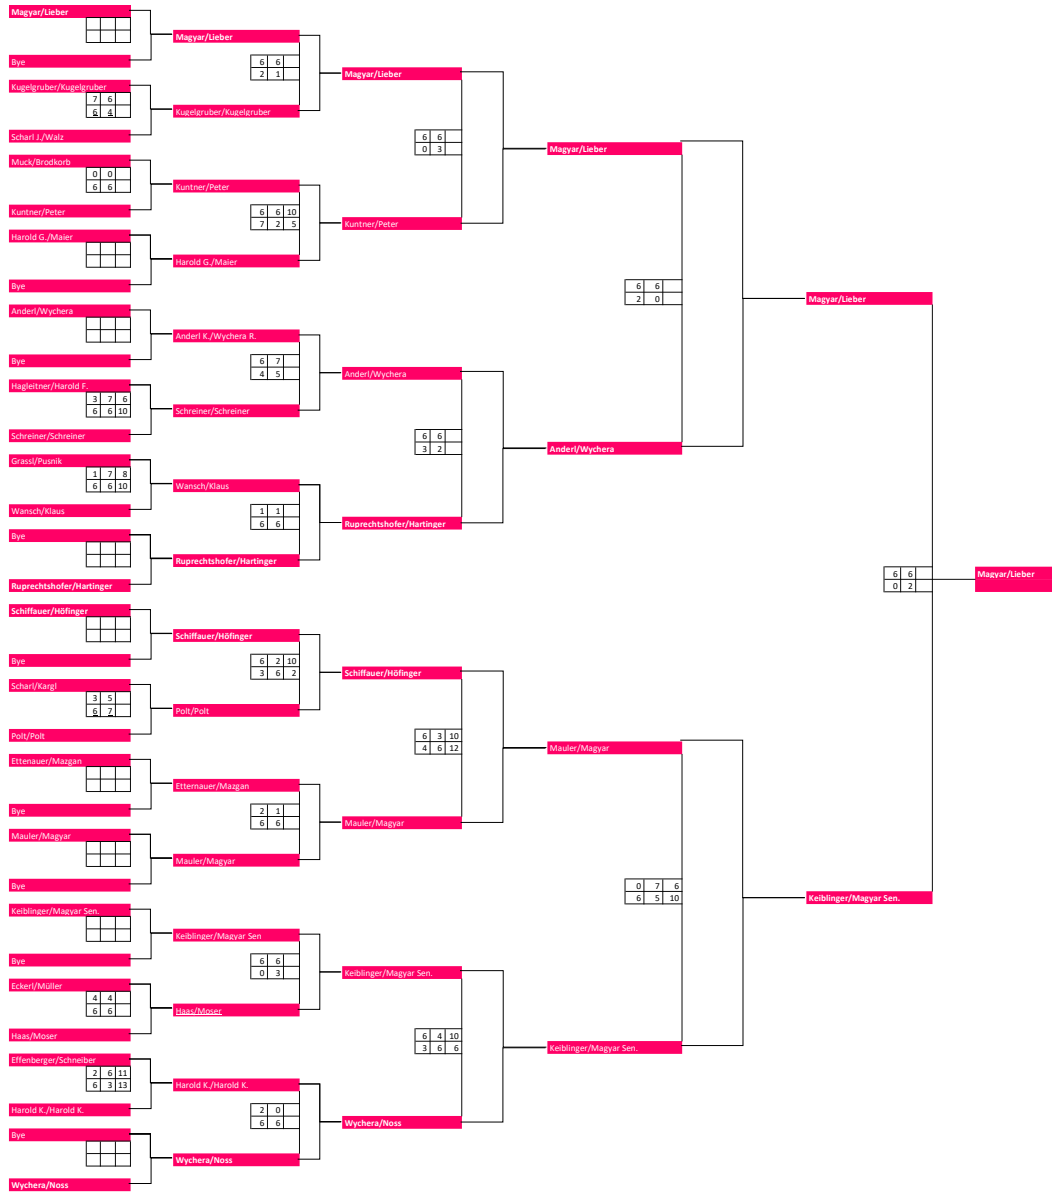 Magyar/Lieber
Bye
Kugelgruber/Kugelgruber
7 6
6 4
Scharl J./Walz
Muck/Brodkorb
0 0
6 6
Kuntner/Peter
Harold G./Maier
Bye
Anderl/Wychera
Bye
Hagleitner/Harold F.
3 7 6
6 6 10
Schreiner/Schreiner
Grassl/Pusnik
1 7 8
6 6 10
Wansch/Klaus
Bye
Ruprechtshofer/Hartinger
Schiffauer/Höfinger
Bye
Scharl/Kargl
3 5
6 7
Polt/Polt
Ettenauer/Mazgan
Bye
Mauler/Magyar
Bye
Keiblinger/Magyar Sen.
Bye
Eckerl/Müller
4 4
6 6
Haas/Moser
Effenberger/Schneiber
2 6 11
6 3 13
Harold K./Harold K.
Bye
Wychera/Noss
Magyar/Lieber
6 6
2 1
Kugelgruber/Kugelgruber
Kuntner/Peter
6 6 10
7 2 5
Harold G./Maier
Anderl K./Wychera R.
6 7
4 5
Schreiner/Schreiner
Wansch/Klaus
1 1
6 6
Ruprechtshofer/Hartinger
Schiffauer/Höfinger
6 2 10
3 6 2
Polt/Polt
Etternauer/Mazgan
2 1
6 6
Mauler/Magyar
Keiblinger/Magyar Sen
6 6
0 3
Haas/Moser
Harold K./Harold K.
2 0
6 6
Wychera/Noss
Magyar/Lieber
6 6
0 3
Kuntner/Peter
Anderl/Wychera
6 6
3 2
Ruprechtshofer/Hartinger
Schiffauer/Höfinger
6 3 10
4 6 12
Mauler/Magyar
Keiblinger/Magyar Sen.
6 4 10
3 6 6
Wychera/Noss
Magyar/Lieber
6 6
2 0
Anderl/Wychera
Mauler/Magyar
0 7 6
6 5 10
Keiblinger/Magyar Sen.
Magyar/Lieber
6 6
0 2
Keiblinger/Magyar Sen.
Magyar/Lieber